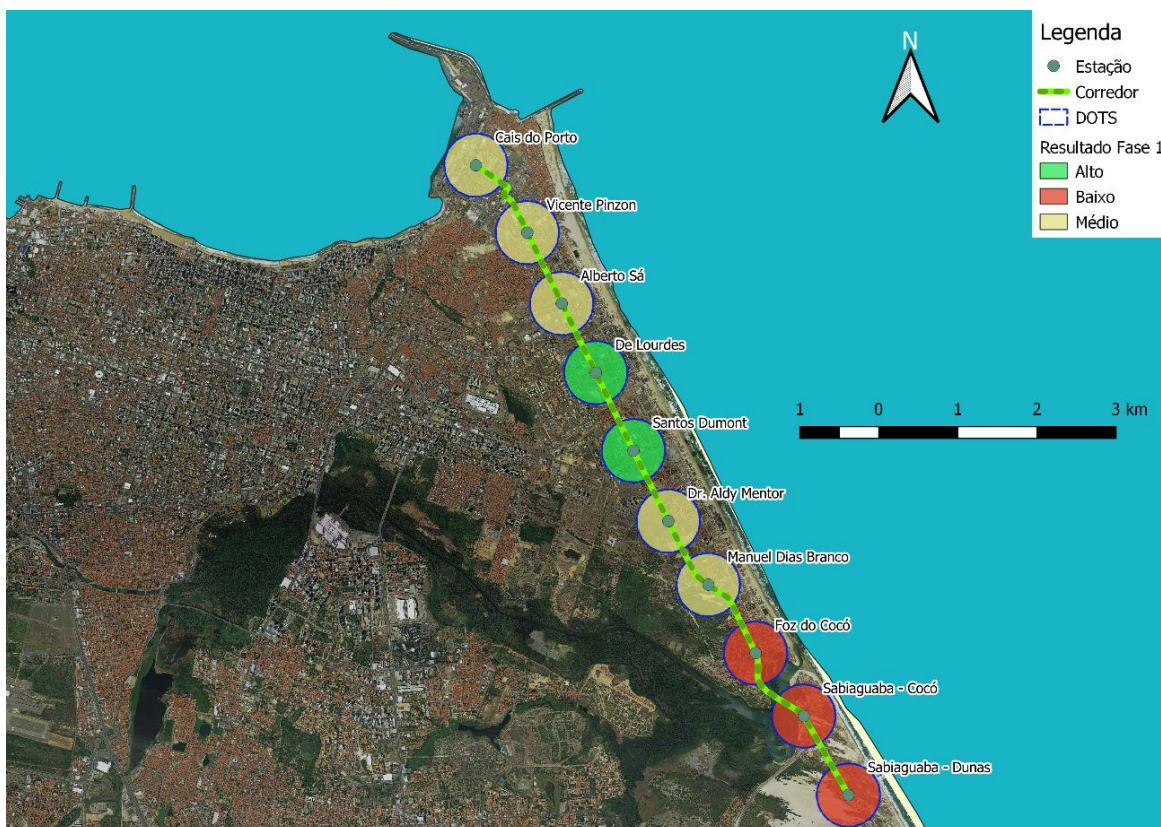 Legenda
Estação
Corredor
DOTS
Resultado Fase 1
Alto
Baixo
Médio
N
Cais do Porto
Vicente Pinzon
Alberto Sá
De Lourdes
Santos Dumont
1 0 1 2 3 km
Dr. Aldy Mentor
Manuel Dias Branco
Foz do Cocó
Sabiaguaba - Cocó
Sabiaguaba - Dunas